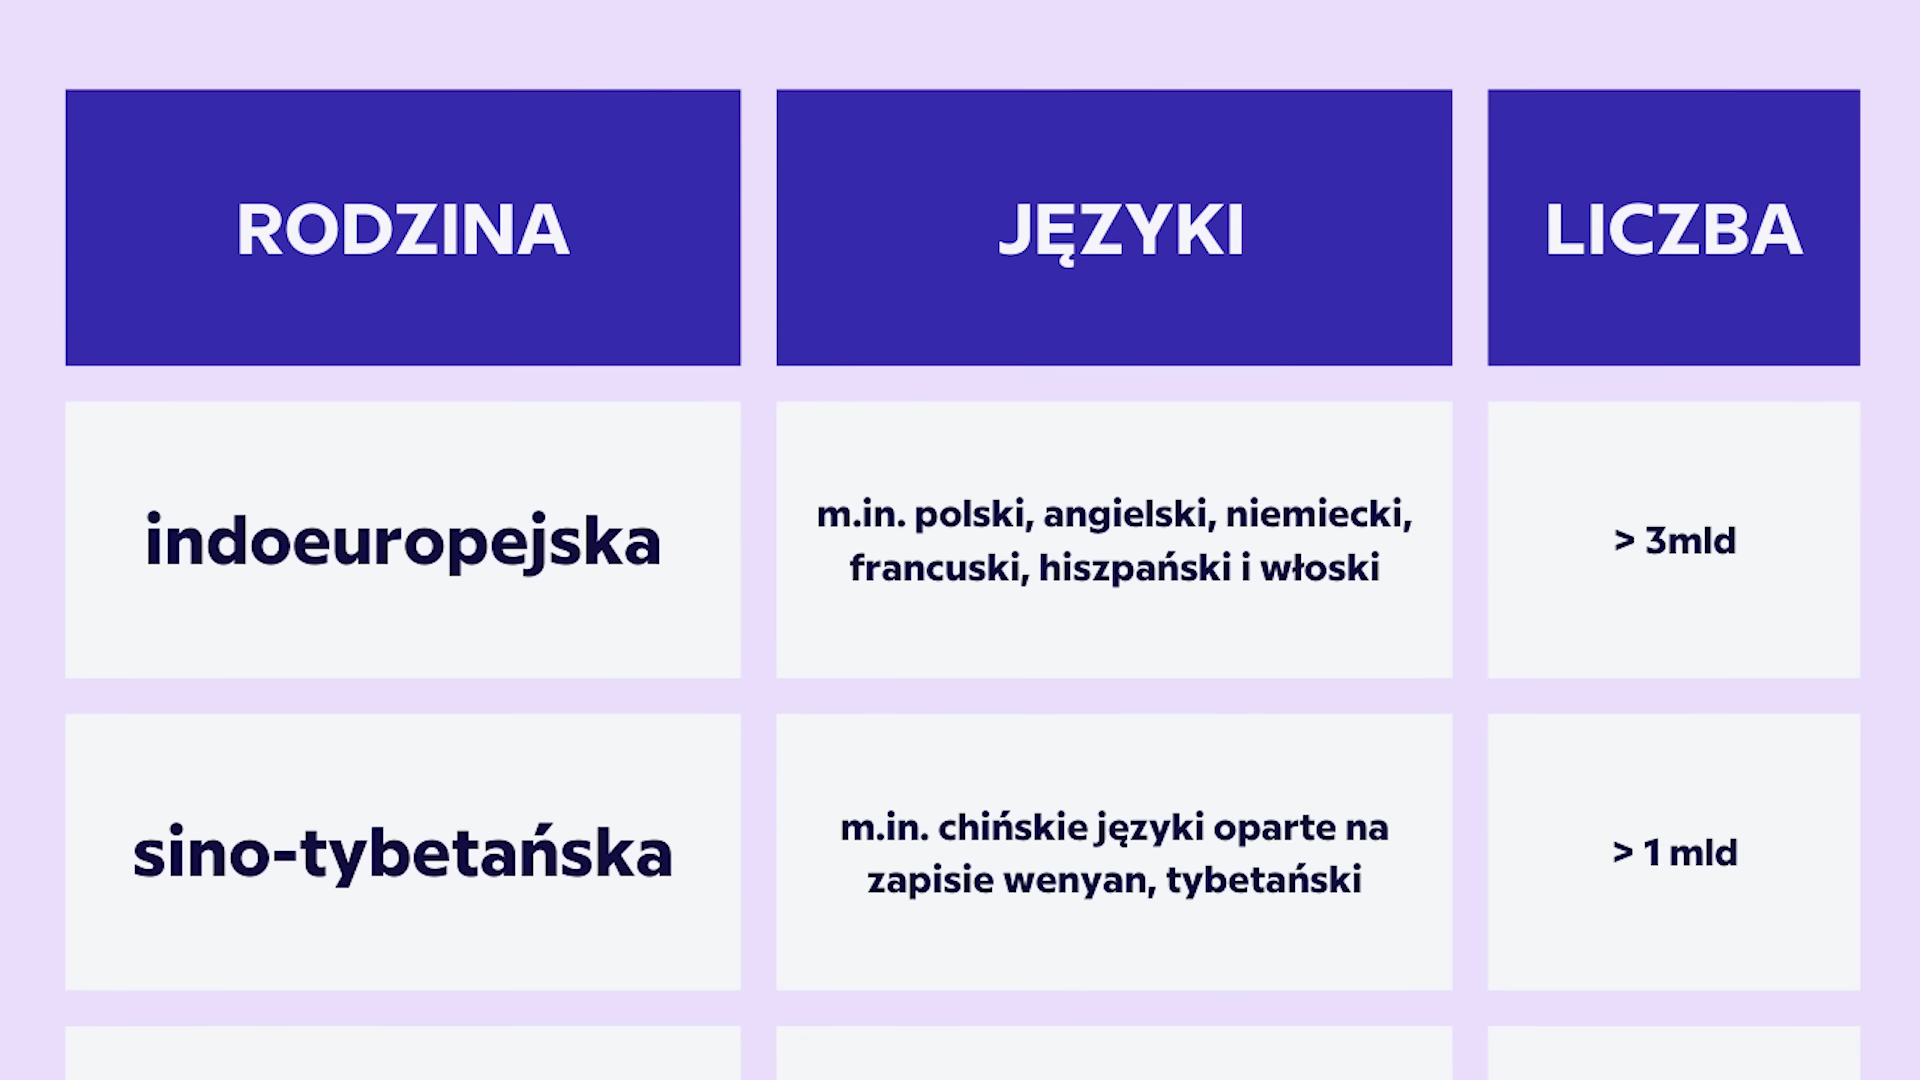 RODZINA
JĘZYKI
LICZBA
indoeuropejska
m.in. polski, angielski, niemiecki,
francuski, hiszpański i włoski
> 3mld
sino-tybetańska
m.in. chińskie języki oparte na
zapisie wenyan, tybetański
> 1 mld